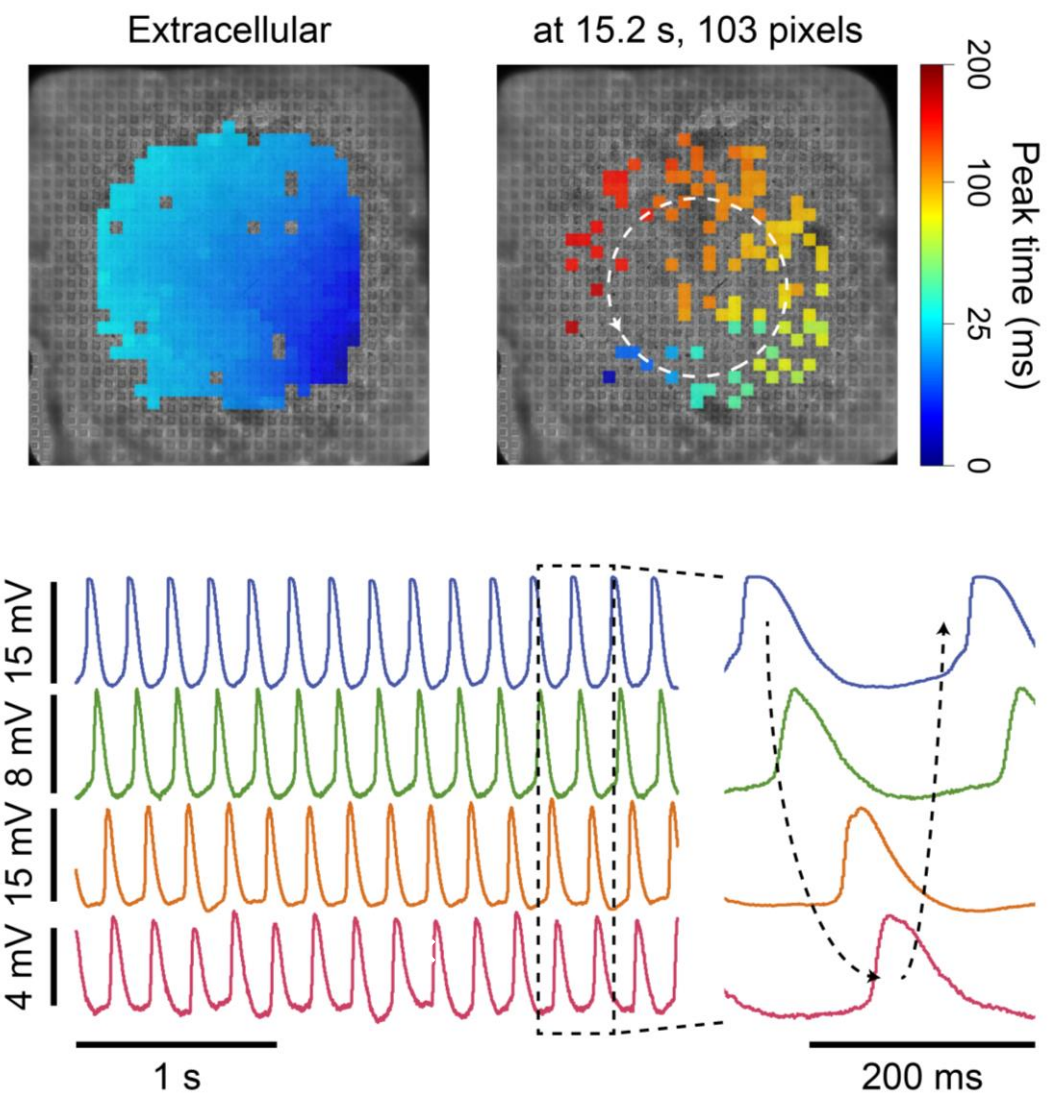 Extracellular
at 15.2 s, 103 pixels
200
100
25
0
Peak time (ms)
15 mV
8 mV
15 mV
4 mV
1 s
200 ms